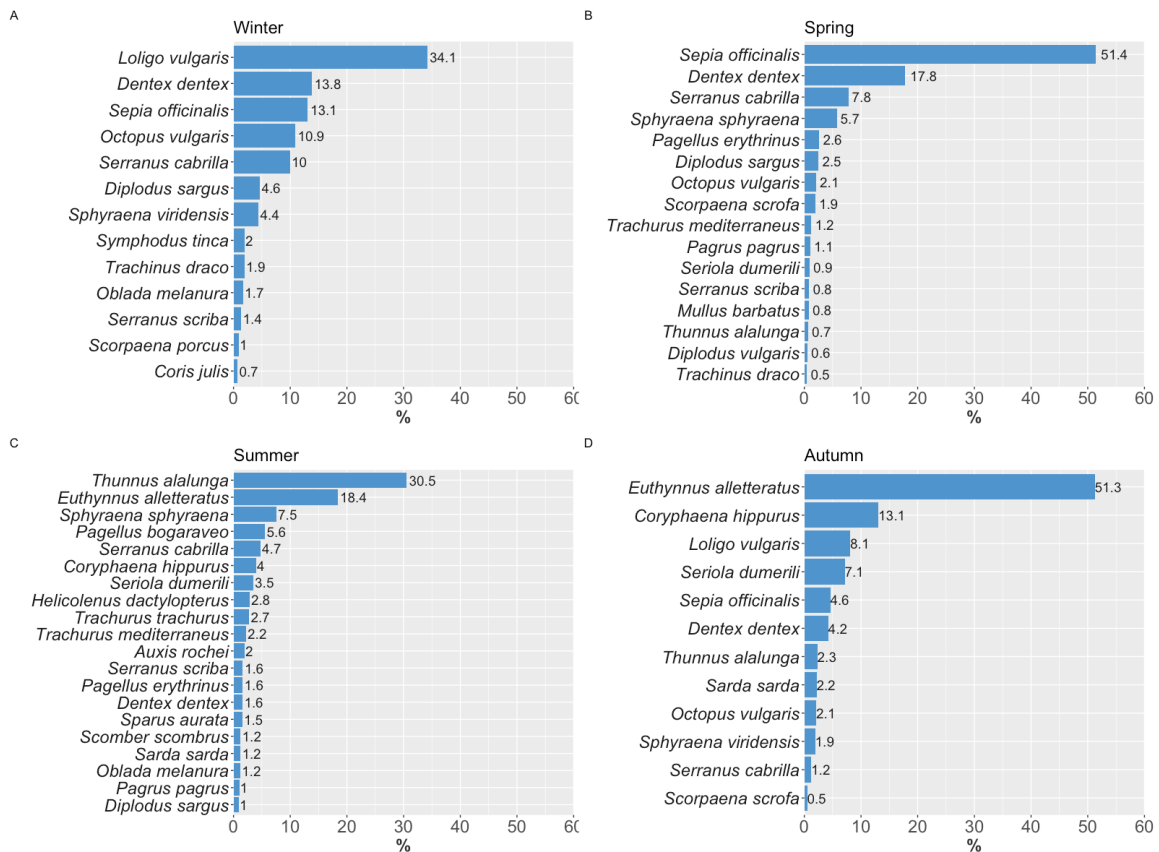 A
Winter
Loligo vulgaris 34.1
Dentex dentex 13.8
Sepia officinalis 13.1
Octopus vulgaris 10.9
Serranus cabrilla 10
Diplodus sargus 4.6
Sphyraena viridensis 4.4
Symphodus tinca 2
Trachinus draco 1.9
Oblada melanura 1.7
Serranus scriba 1.4
Scorpaena porcus 1
Coris julis 0.7
0 10 20 30 40 50 60
%
B
Spring
Sepia officinalis 51.4
Dentex dentex 17.8
Serranus cabrilla 7.8
Sphyraena sphyraena 5.7
Pagellus erythrinus 2.6
Diplodus sargus 2.5
Octopus vulgaris 2.1
Scorpaena scrofa 1.9
Trachurus mediterraneus 1.2
Pagrus pagrus 1.1
Seriola dumerili 0.9
Serranus scriba 0.8
Mullus barbatus 0.8
Thunnus alalunga 0.7
Diplodus vulgaris 0.6
Trachinus draco 0.5
0 10 20 30 40 50 60
%
C
Summer
Thunnus alalunga 30.5
Euthynnus alletteratus 18.4
Sphyraena sphyraena 7.5
Pagellus bogaraveo 5.6
Serranus cabrilla 4.7
Coryphaena hippurus 4
Seriola dumerili 3.5
Helicolenus dactylopterus 2.8
Trachurus trachurus 2.7
Trachurus mediterraneus 2.2
Auxis rochei 2
Serranus scriba 1.6
Pagellus erythrinus 1.6
Dentex dentex 1.6
Sparus aurata 1.5
Scomber scombrus 1.2
Sarda sarda 1.2
Oblada melanura 1.2
Pagrus pagrus 1
Diplodus sargus 1
0 10 20 30 40 50 60
%
D
Autumn
Euthynnus alletteratus 51.3
Coryphaena hippurus 13.1
Loligo vulgaris 8.1
Seriola dumerili 7.1
Sepia officinalis 4.6
Dentex dentex 4.2
Thunnus alalunga 2.3
Sarda sarda 2.2
Octopus vulgaris 2.1
Sphyraena viridensis 1.9
Serranus cabrilla 1.2
Scorpaena scrofa 0.5
0 10 20 30 40 50 60
%